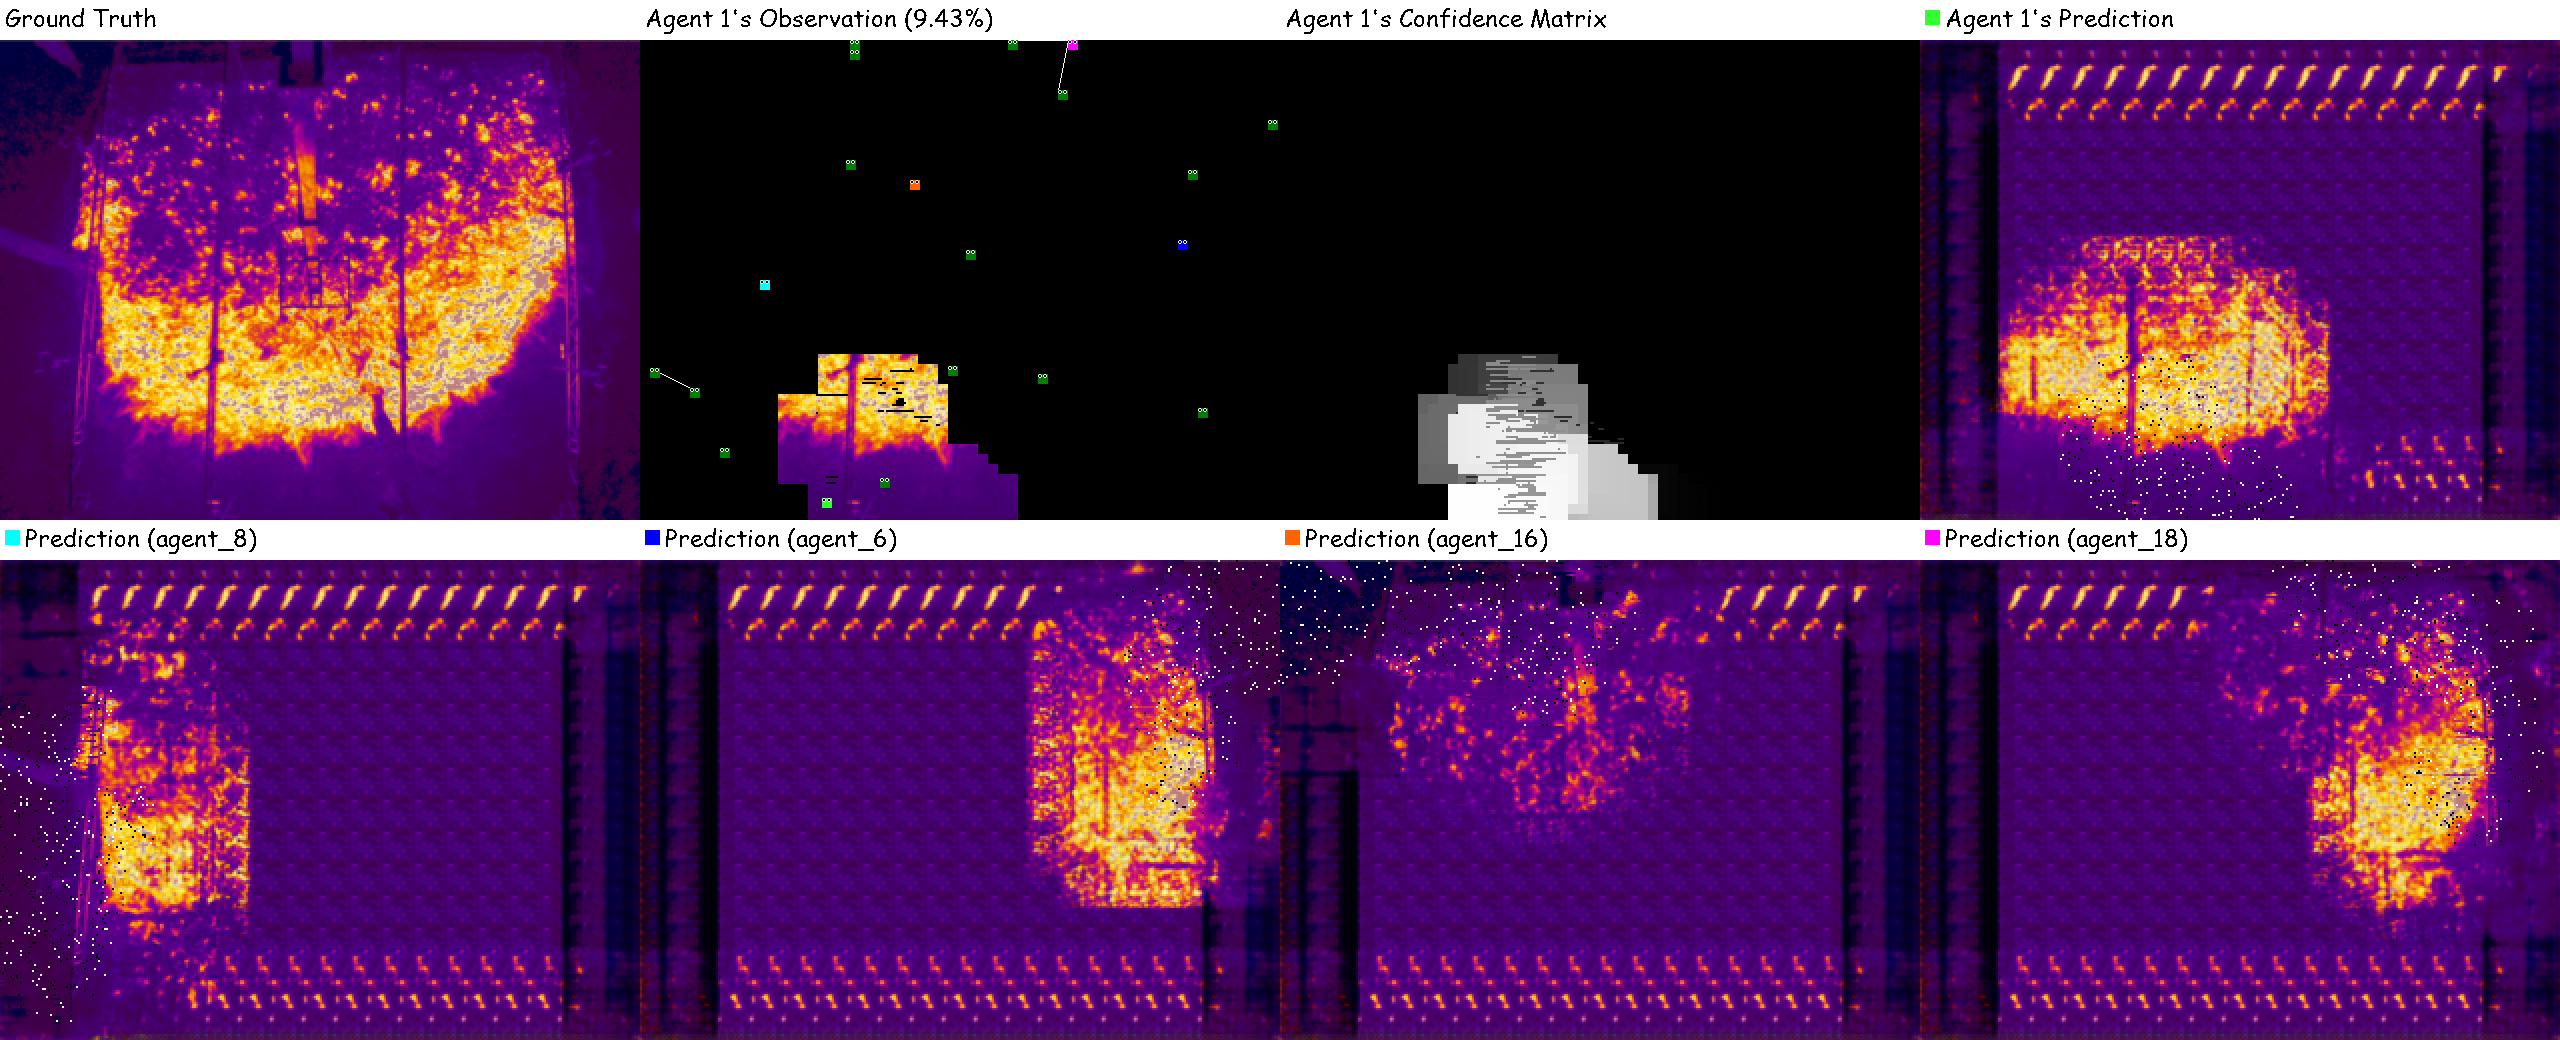 Ground Truth
Agent 1's Observation (9.43%)
Agent 1's Confidence Matrix
Agent 1's Prediction
Prediction (agent_8)
Prediction (agent_6)
Prediction (agent_16)
Prediction (agent_18)